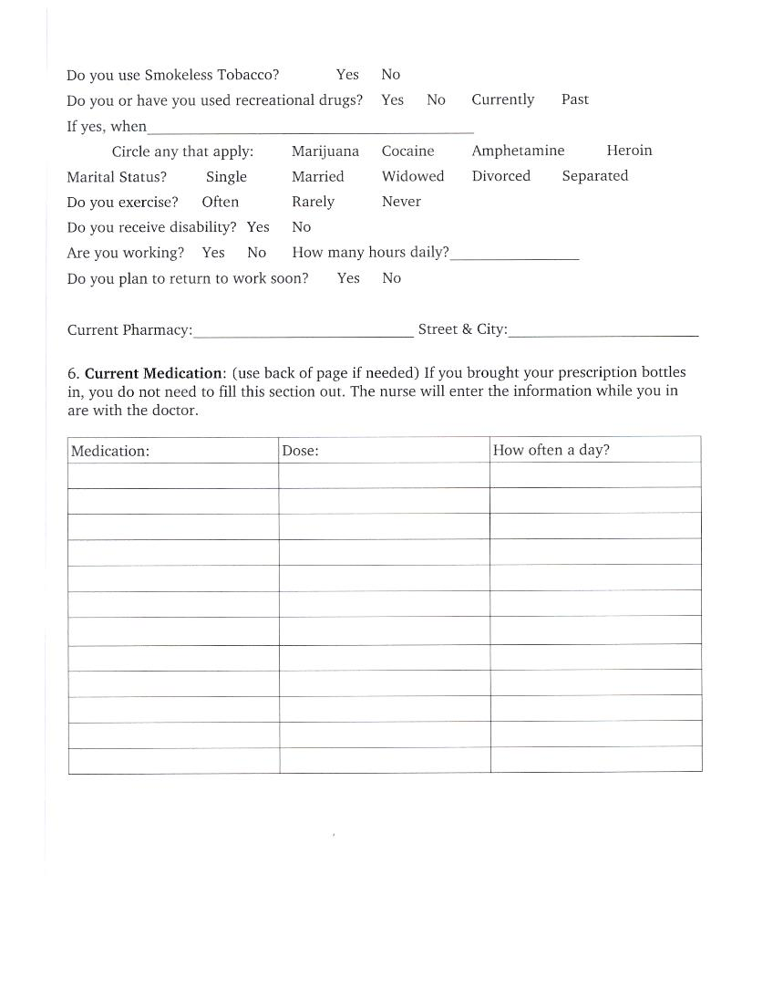 Do you use Smokeless Tobacco? Yes No
Do you or have you used recreational drugs? Yes No Currently Past
If yes, when
Circle any that apply: Marijuana Cocaine Amphetamine Heroin
Marital Status? Single Married Widowed Divorced Separated
Do you exercise? Often Rarely Never
Do you receive disability? Yes No
Are you working? Yes No How many hours daily?
Do you plan to return to work soon? Yes No
Current Pharmacy: Street & City:
6. Current Medication: (use back of page if needed) If you brought your prescription bottles
in, you do not need to fill this section out. The nurse will enter the information while you in
are with the doctor.
Medication: Dose: How often a day?